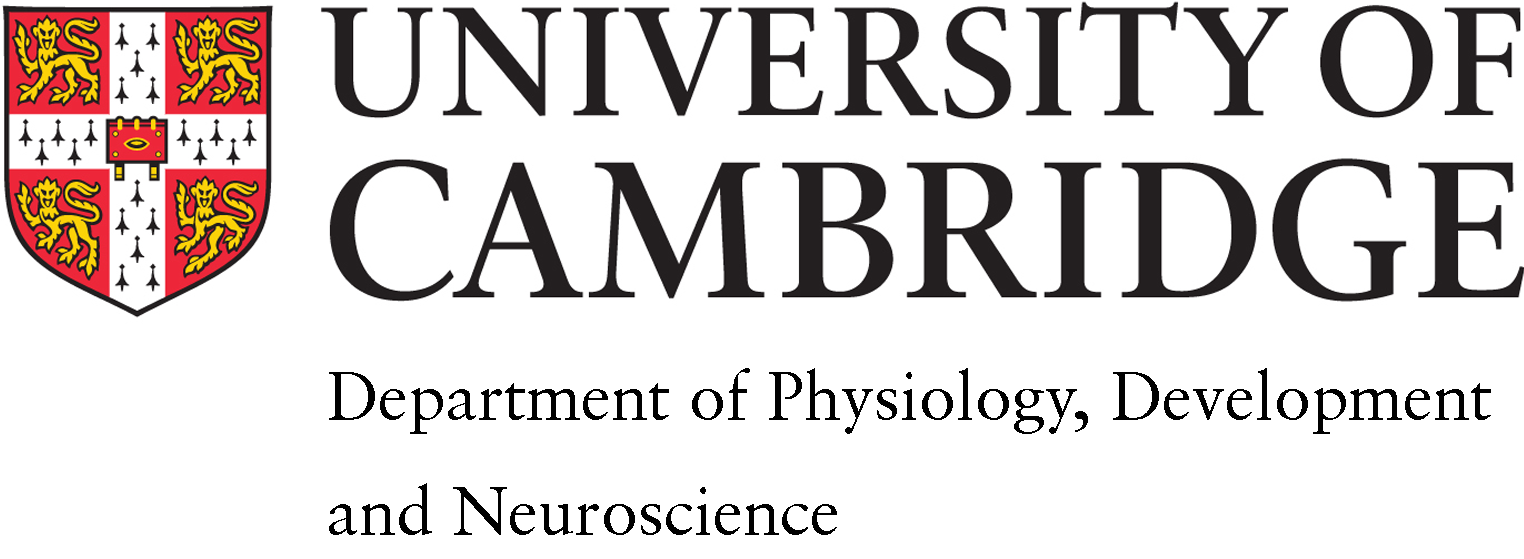 UNIVERSITY OF
CAMBRIDGE
Department of Physiology, Development
and Neuroscience